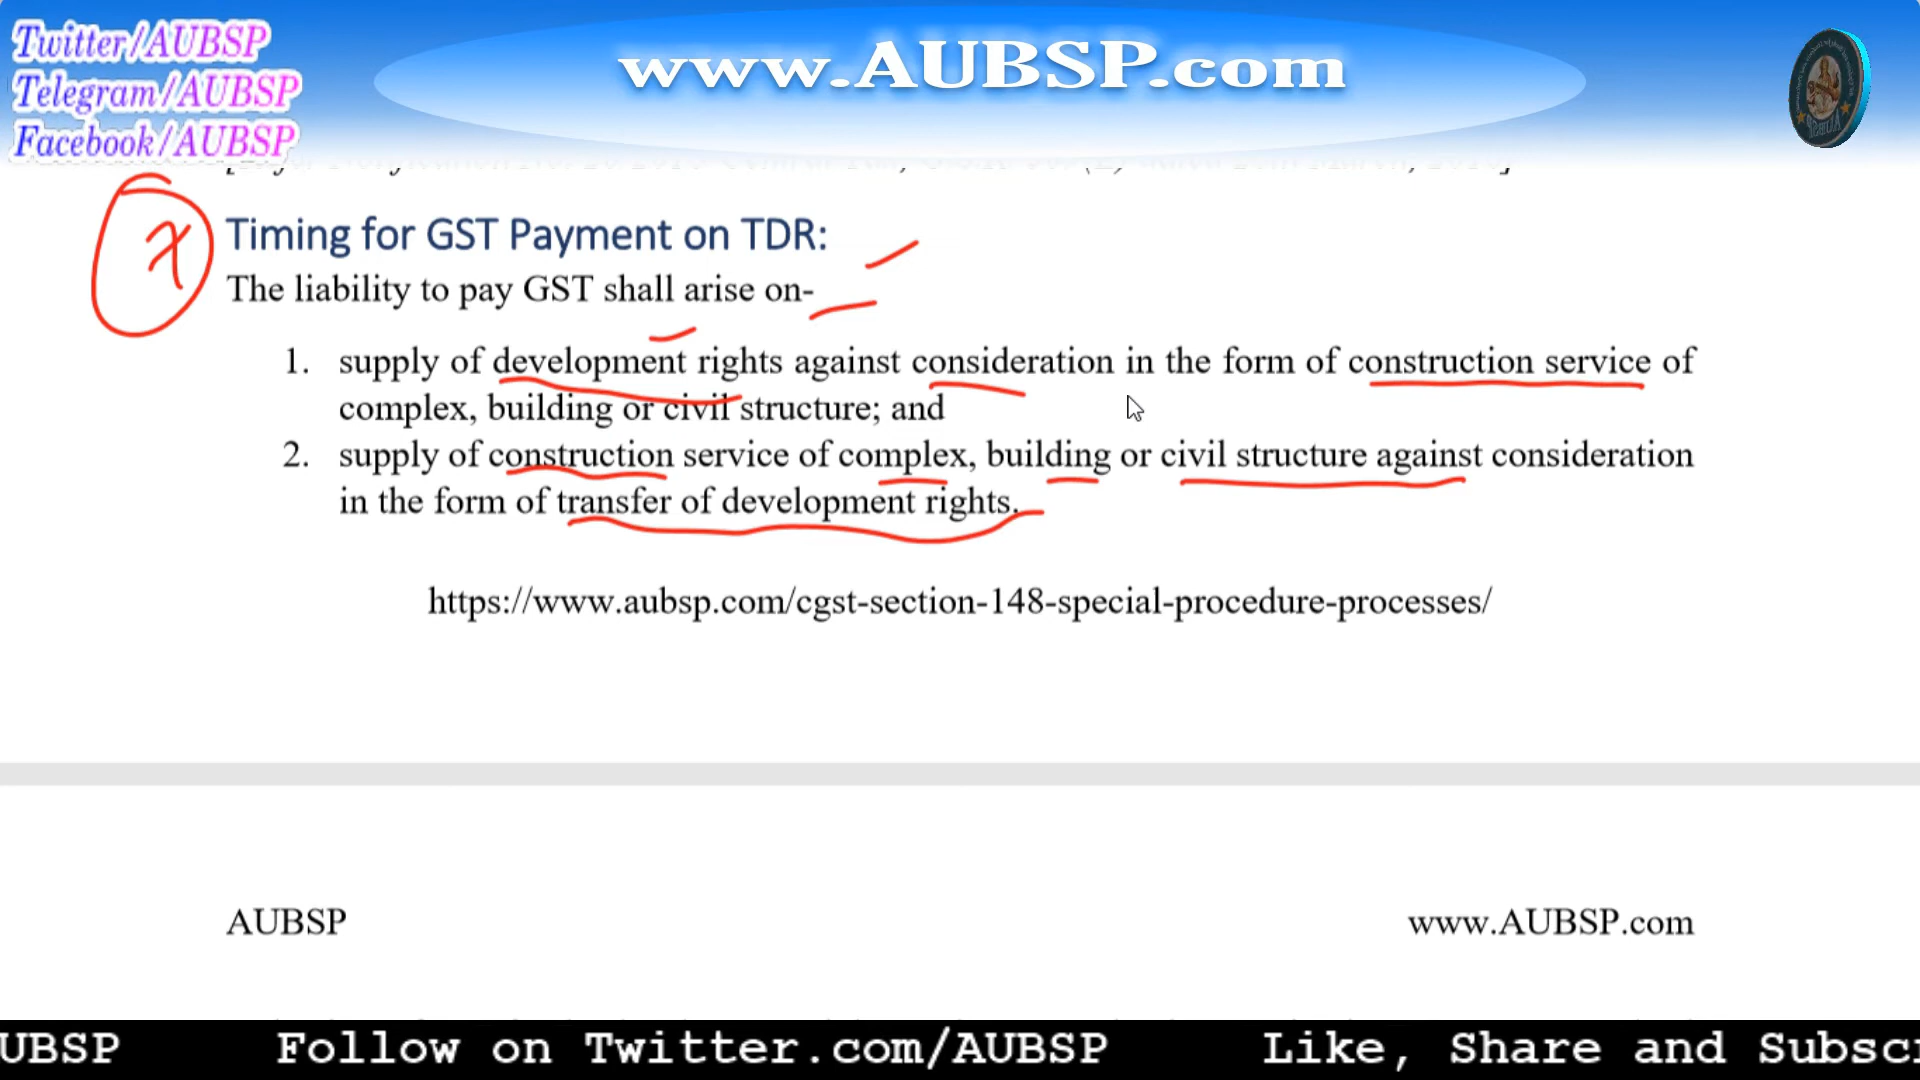 Twitter/AUBSP
Telegram/AUBSP
Facebook/AUBSP
www.AUBSP.com
Timing for GST Payment on TDR:
The liability to pay GST shall arise on-
1. supply of development rights against consideration in the form of construction service of
complex, building or civil structure; and
2. supply of construction service of complex, building or civil structure against consideration
in the form of transfer of development rights.
https://www.aubsp.com/cgst-section-148-special-procedure-processes/
AUBSP www.AUBSP.com
UBSP Follow on Twitter.com/AUBSP Like, Share and Subsc